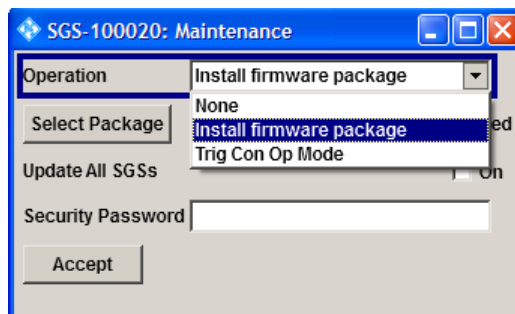 SGS-100020: Maintenance
Operation Install firmware package
None
Install firmware package
Trig Con Op Mode
Select Package ed
Update All SGSs On
Security Password
Accept